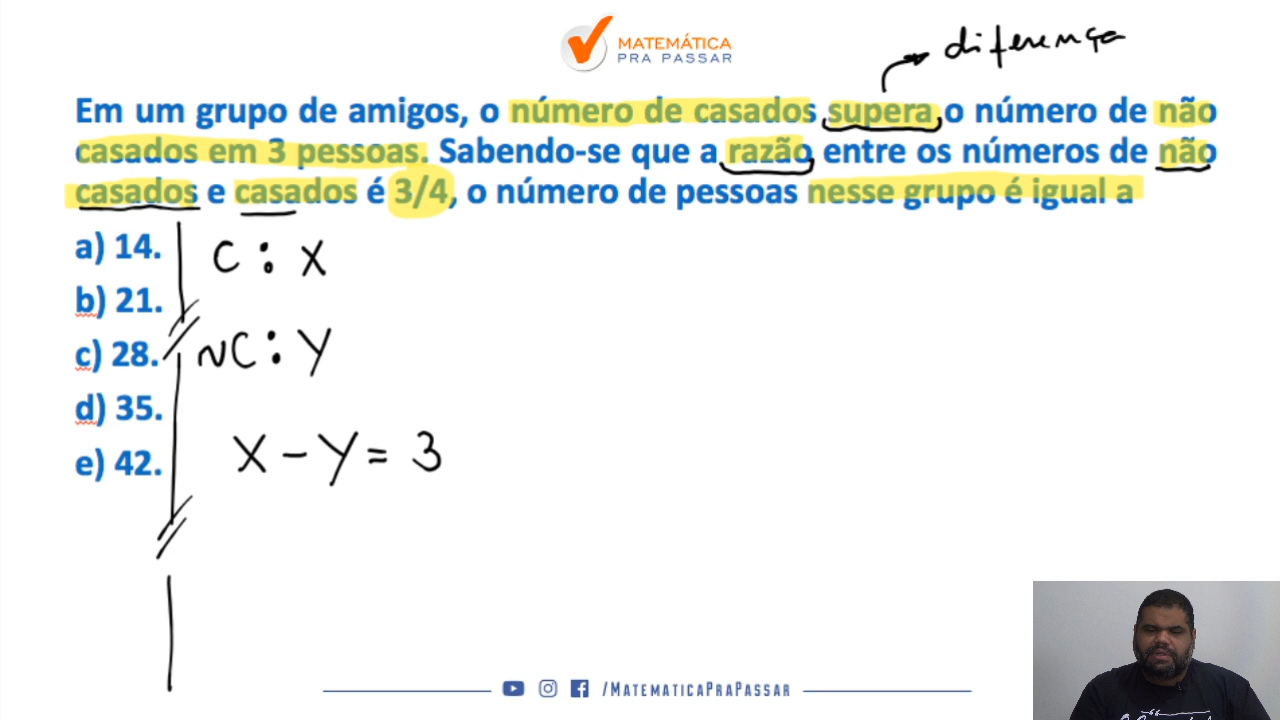 MATEMÁTICA
PRA PASSAR
diferença
Em um grupo de amigos, o número de casados supera o número de não
casados em 3 pessoas. Sabendo-se que a razão entre os números de não
casados e casados é 3/4, o número de pessoas nesse grupo é igual a
a) 14.
b) 21.
c) 28.
d) 35.
e) 42.
C : X
NC : Y
X - Y = 3
/MATEMATICAPRAPASSAR